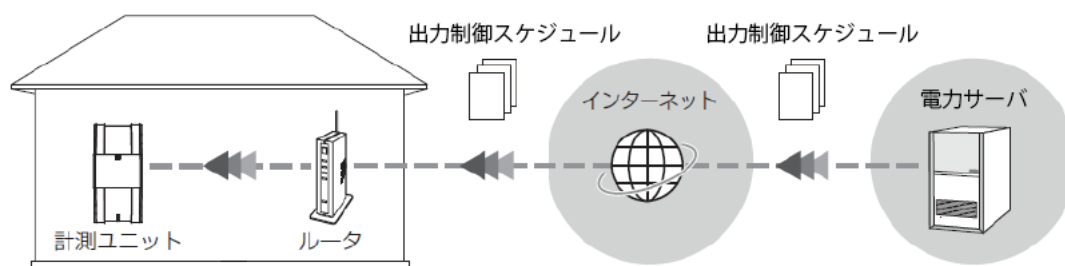 出力制御スケジュール
出力制御スケジュール
インターネット
電力サーバ
計測ユニット
ルータ